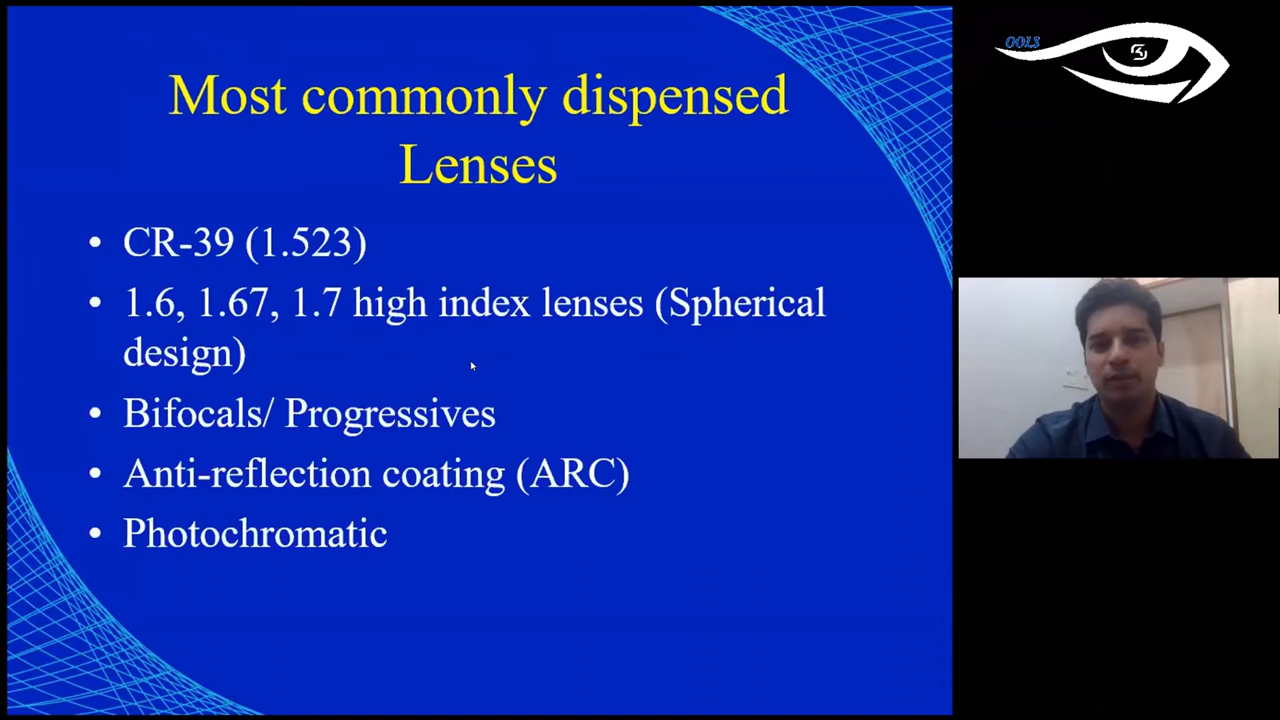 Most commonly dispensed
Lenses
• CR-39 (1.523)
• 1.6, 1.67, 1.7 high index lenses (Spherical
design)
• Bifocals/ Progressives
• Anti-reflection coating (ARC)
• Photochromatic
OOLS